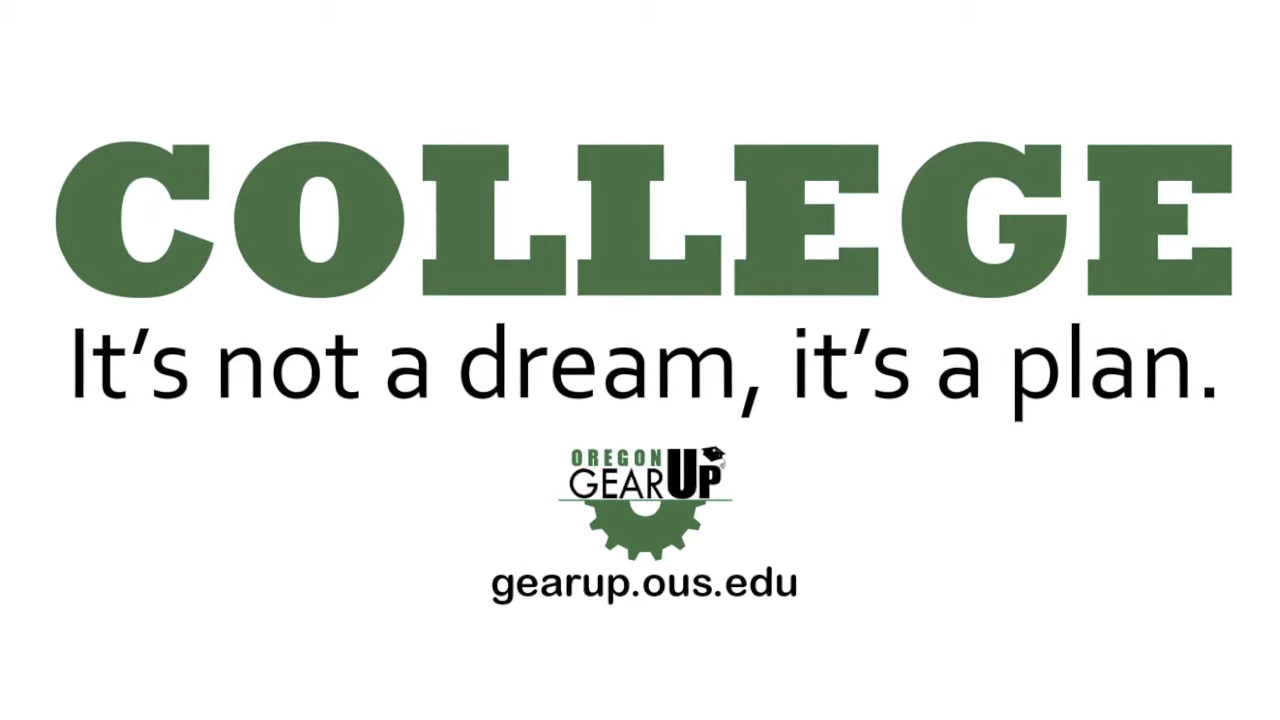 COLLEGE
It's not a dream, it's a plan.
OREGON
GEAR UP
gearup.ous.edu